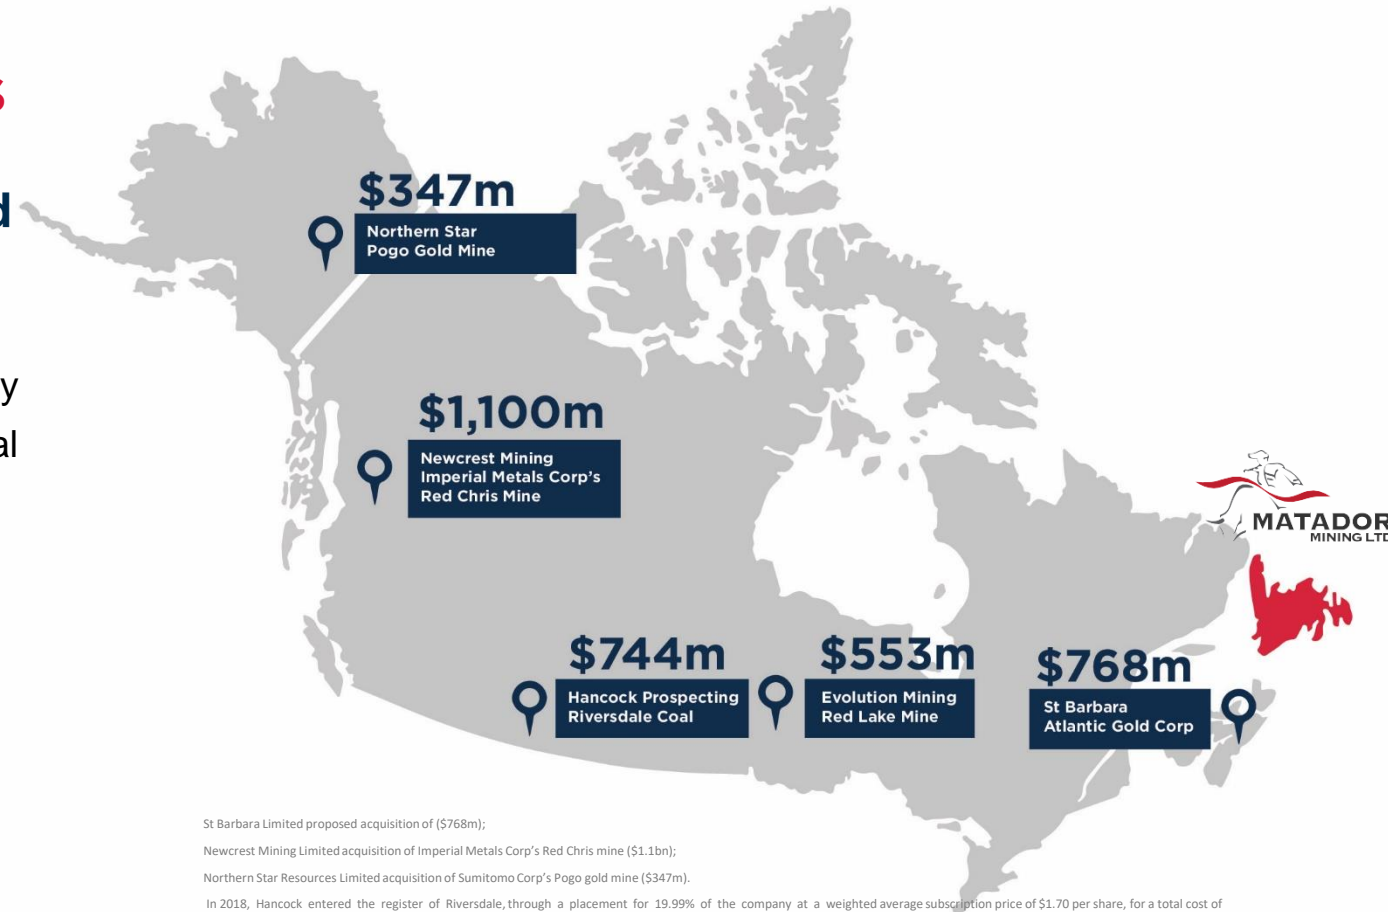 $347m
Northern Star
Pogo Gold Mine
$1,100m
Newcrest Mining
Imperial Metals Corp's
Red Chris Mine
MATADOR
MINING LTD
$744m
Hancock Prospecting
Riversdale Coal
$553m
Evolution Mining
Red Lake Mine
$768m
St Barbara
Atlantic Gold Corp
St Barbara Limited proposed acquisition of ($768m);
Newcrest Mining Limited acquisition of Imperial Metals Corp's Red Chris mine ($1.1bn);
Northern Star Resources Limited acquisition of Sumitomo Corp's Pogo gold mine ($347m).
In 2018, Hancock entered the register of Riversdale, through a placement for 19.99% of the company at a weighted average subscription price of $1.70 per share, for a total cost of